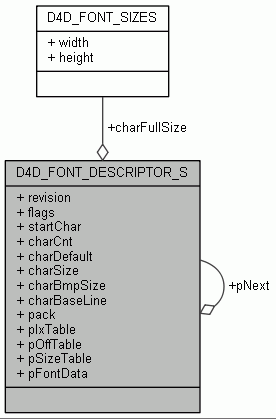 D4D_FONT_SIZES
+ width
+ height
+charFullSize
D4D_FONT_DESCRIPTOR_S
+ revision
+ flags
+ startChar
+ charCnt
+ charDefault
+ charSize
+ charBmpSize
+ charBaseLine
+ pack
+ pIxTable
+ pOffTable
+ pSizeTable
+ pFontData
+pNext